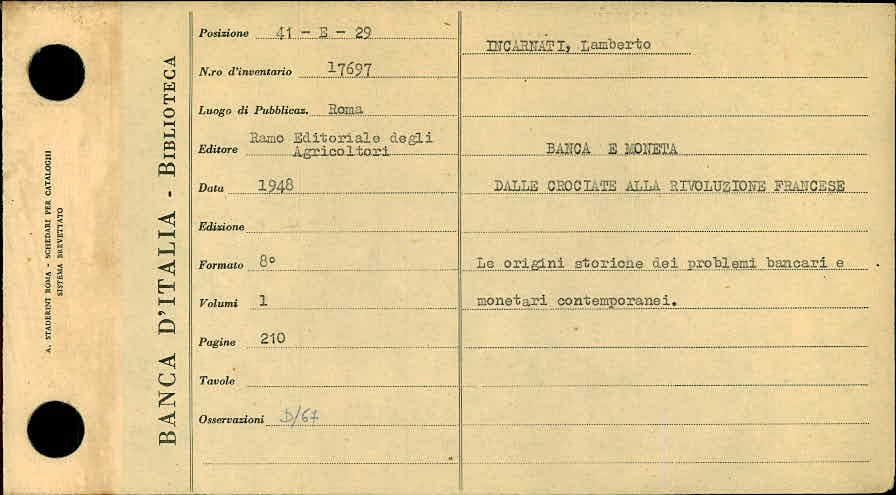 A. STADERINI ROMA - SCHEDARI PER CATALOGHI
SISTEMA BREVETTATO
BANCA D'ITALIA - BIBLIOTECA
Posizione 41 - E - 29
N.ro d'inventario 17697
Luogo di Pubblicaz. Roma
Editore Ramo Editoriale degli
Agricoltori
Data 1948
Edizione
Formato 8°
Volumi 1
Pagine 210
Tavole
Osservazioni D/67
INCARNATI, Lamberto
BANCA E MONETA
DALLE CROCIATE ALLA RIVOLUZIONE FRANCESE
Le origini storiche dei problemi bancari e
monetari contemporanei.